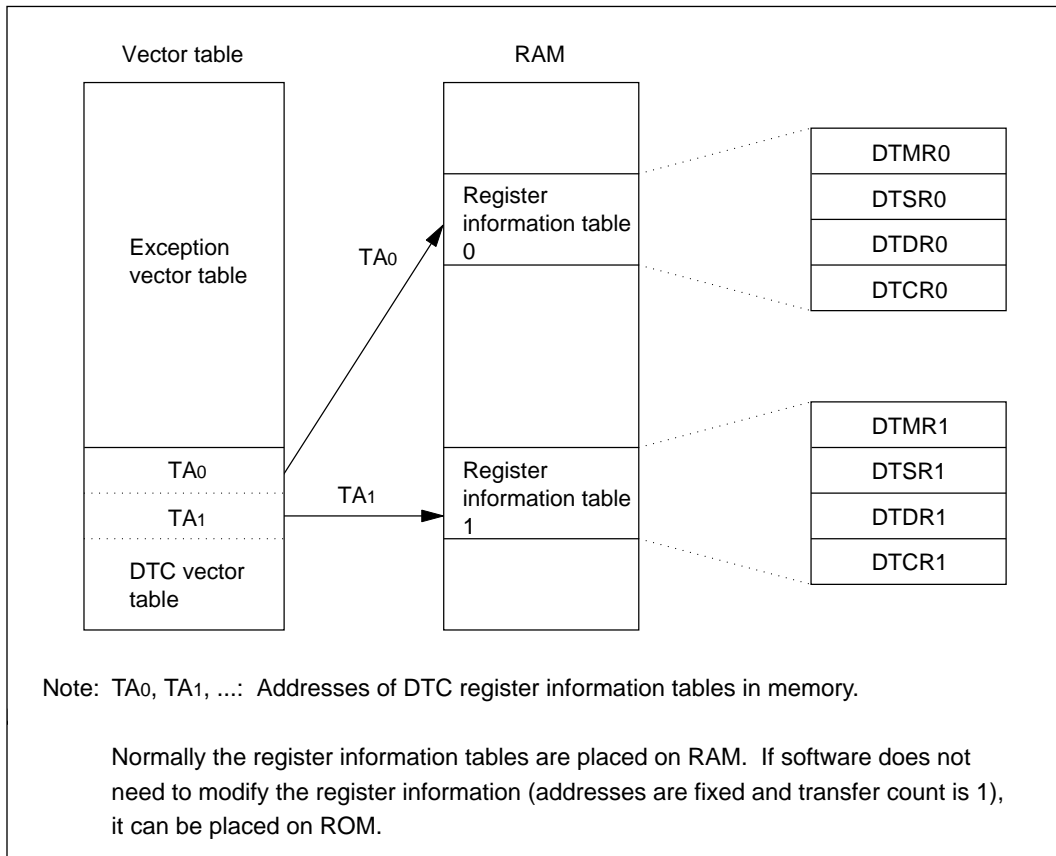 Vector table
RAM
Exception
vector table
TA0
TA1
DTC vector
table
TA0
TA1
Register
information table
0
Register
information table
1
DTMR0
DTSR0
DTDR0
DTCR0
DTMR1
DTSR1
DTDR1
DTCR1
Note: TA0, TA1, ...: Addresses of DTC register information tables in memory.
Normally the register information tables are placed on RAM. If software does not
need to modify the register information (addresses are fixed and transfer count is 1),
it can be placed on ROM.